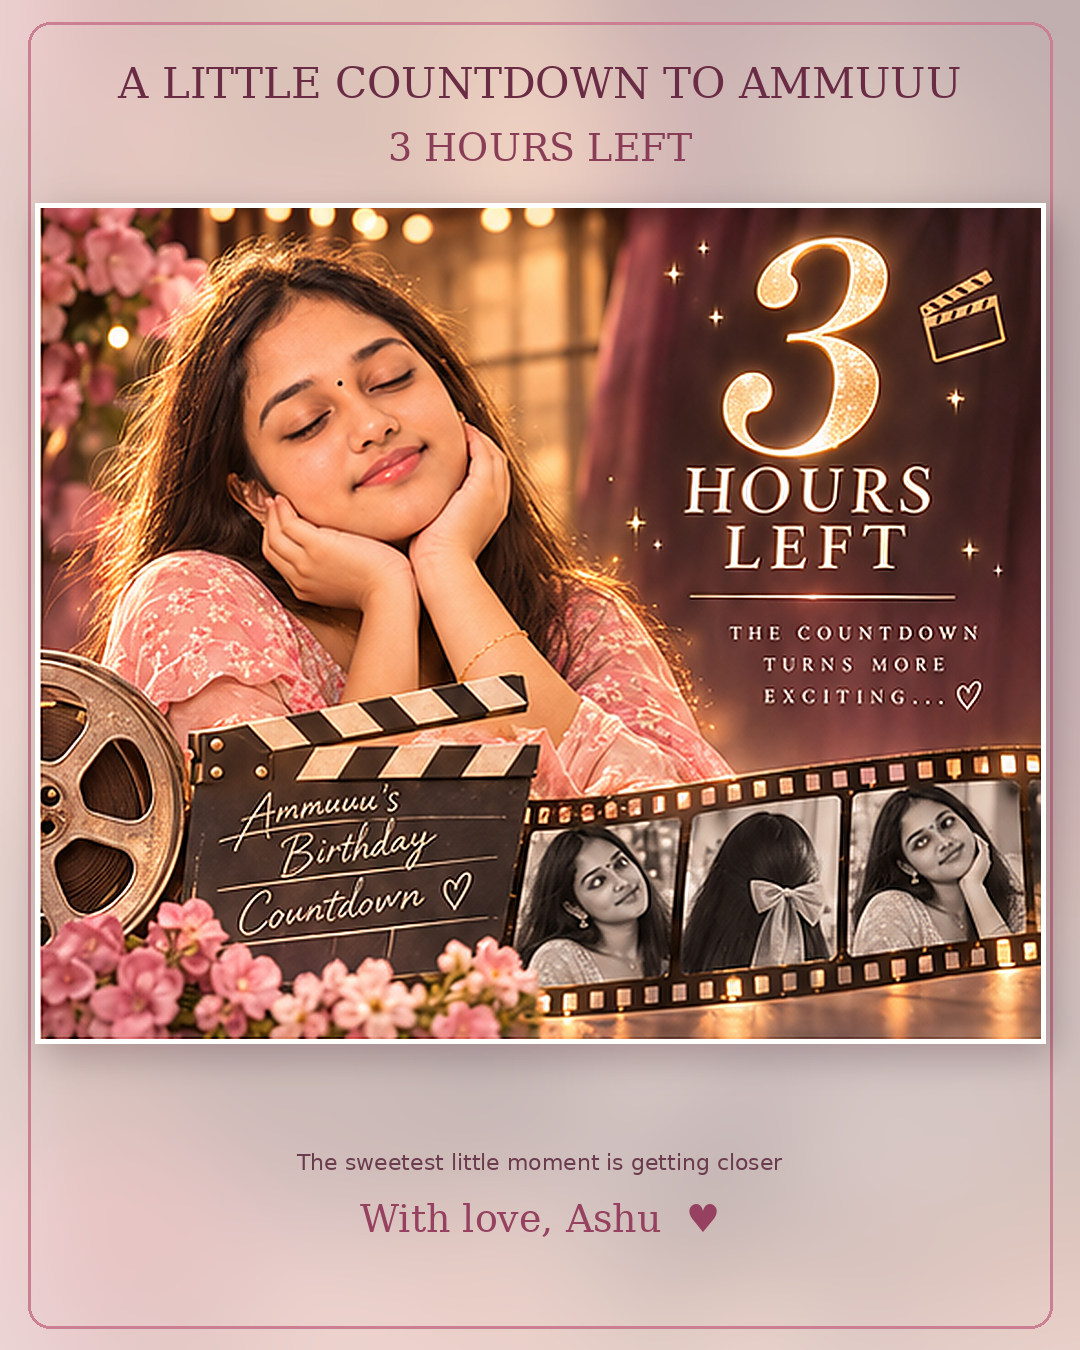 A LITTLE COUNTDOWN TO AMMUUU
3 HOURS LEFT
3
HOURS
LEFT
THE COUNTDOWN
TURNS MORE
EXCITING...♡
Ammuuu's
Birthday
Countdown ♡
The sweetest little moment is getting closer
With love, Ashu ♥